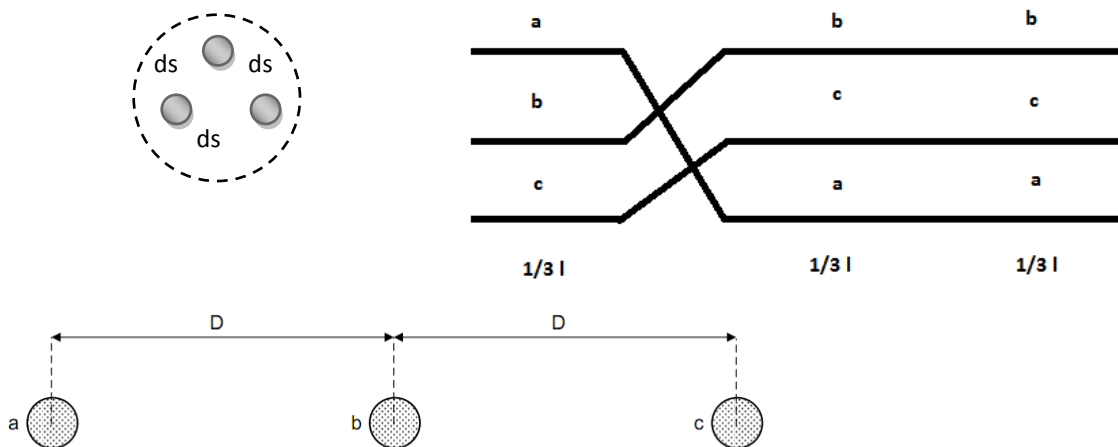 ds ds
ds
a b b
b c c
c a a
1/3 l 1/3 l 1/3 l
D D
a b c